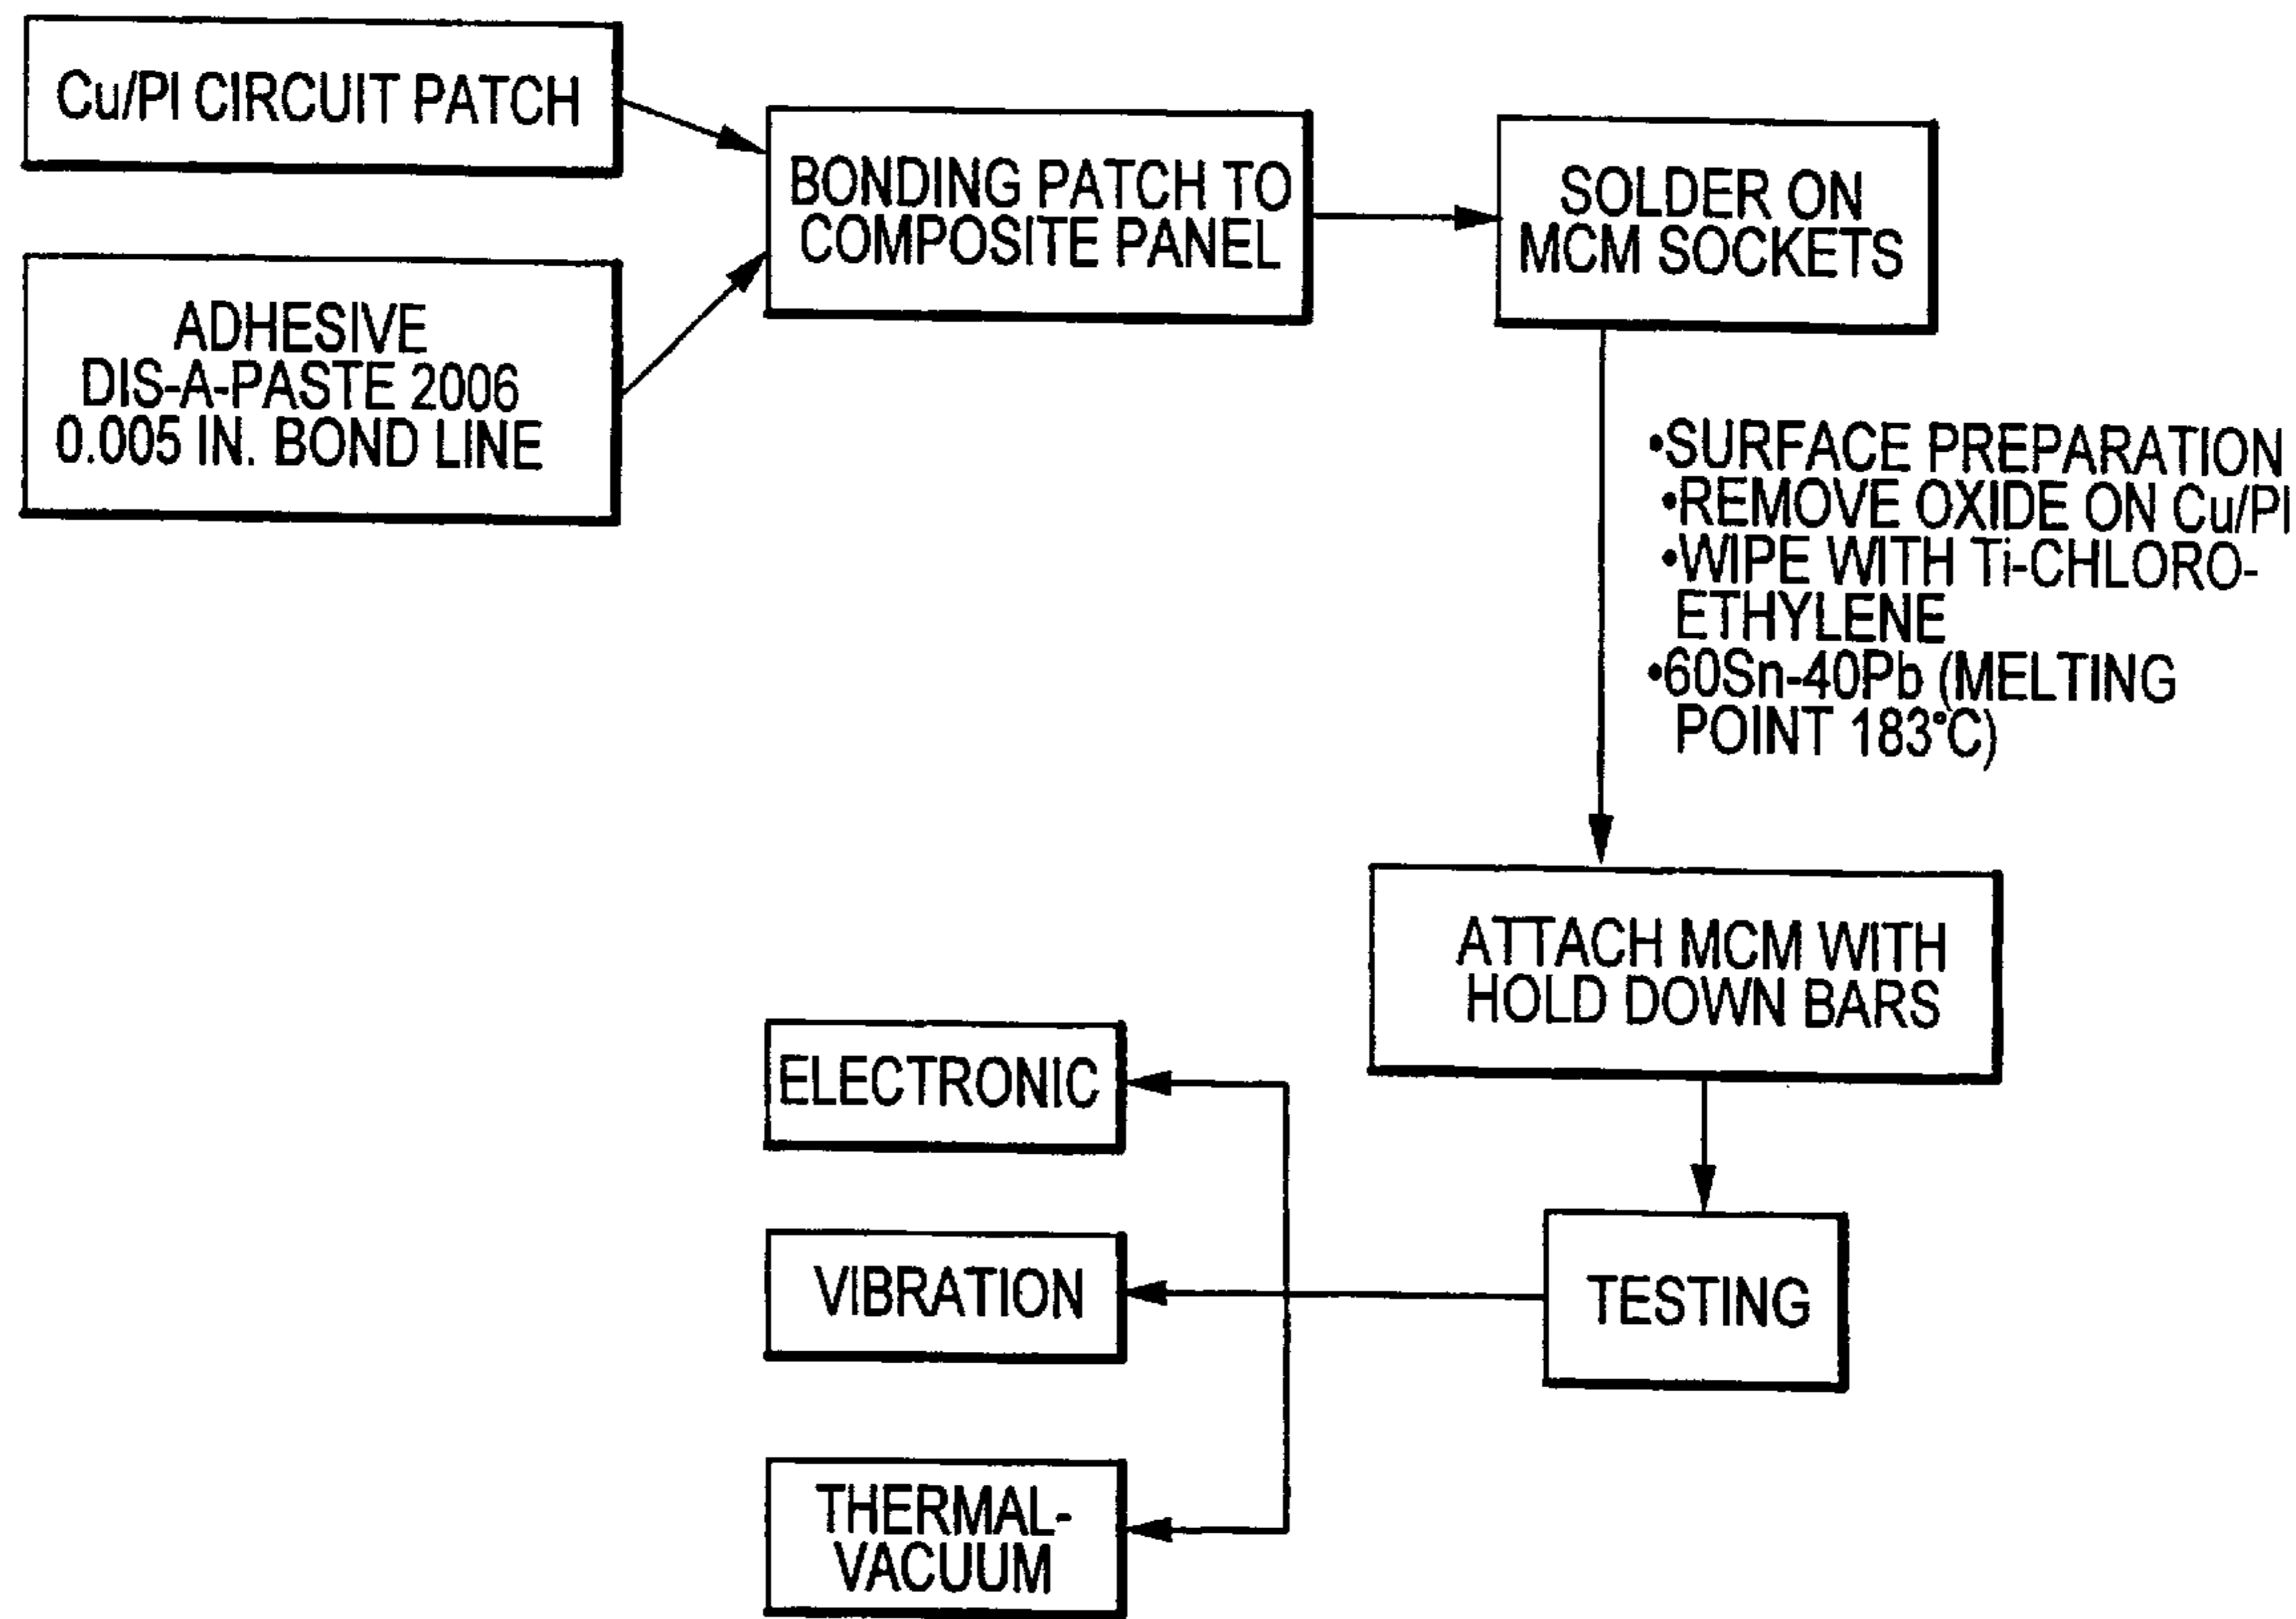 Cu/PI CIRCUIT PATCH
ADHESIVE
DIS-A-PASTE 2006
0.005 IN. BOND LINE
BONDING PATCH TO
COMPOSITE PANEL
SOLDER ON
MCM SOCKETS
•SURFACE PREPARATION
•REMOVE OXIDE ON Cu/PI
•WIPE WITH Ti-CHLORO-
ETHYLENE
•60Sn-40Pb (MELTING
POINT 183°C)
ATTACH MCM WITH
HOLD DOWN BARS
TESTING
ELECTRONIC
VIBRATION
THERMAL-
VACUUM